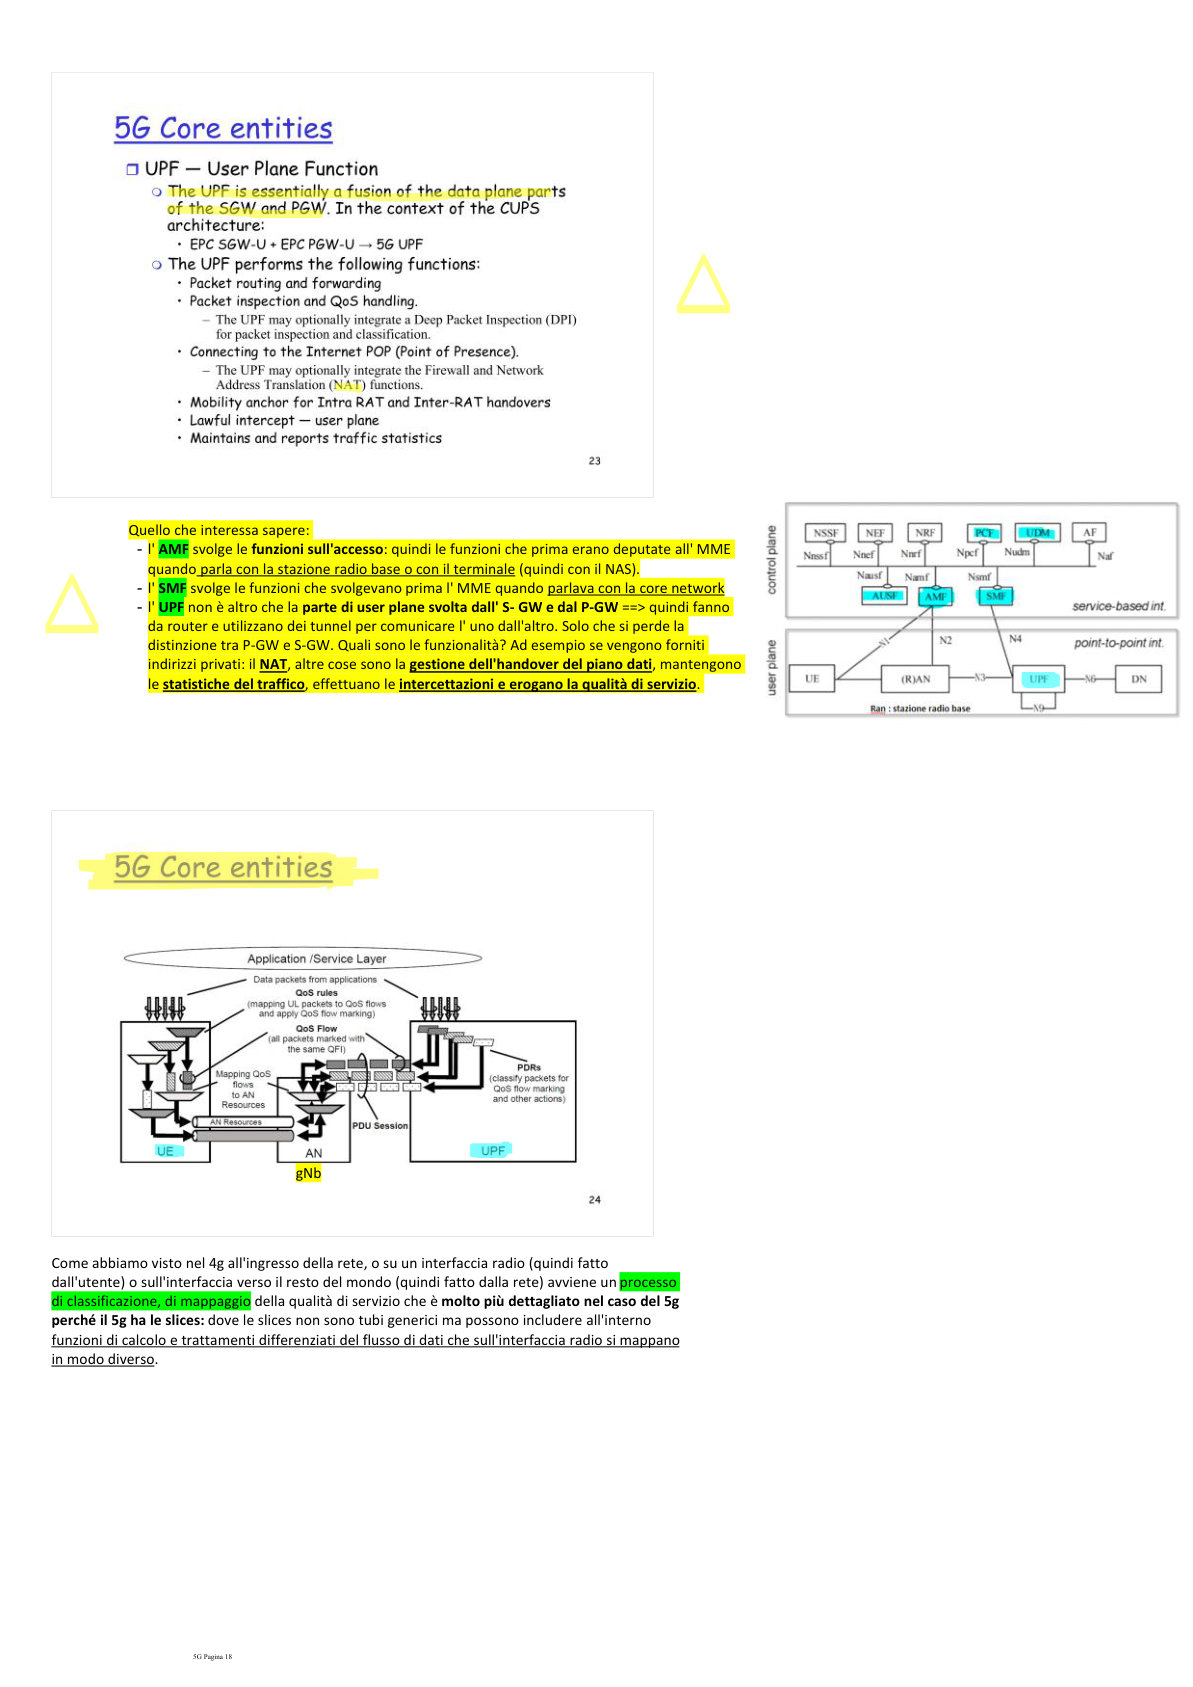 5G Core entities
UPF — User Plane Function
The UPF is essentially a fusion of the data plane parts
of the SGW and PGW. In the context of the CUPS
architecture:
• EPC SGW-U + EPC PGW-U → 5G UPF
The UPF performs the following functions:
• Packet routing and forwarding
• Packet inspection and QoS handling.
– The UPF may optionally integrate a Deep Packet Inspection (DPI)
for packet inspection and classification.
• Connecting to the Internet POP (Point of Presence).
– The UPF may optionally integrate the Firewall and Network
Address Translation (NAT) functions.
• Mobility anchor for Intra RAT and Inter-RAT handovers
• Lawful intercept — user plane
• Maintains and reports traffic statistics
23
Quello che interessa sapere:
- l' AMF svolge le funzioni sull'accesso: quindi le funzioni che prima erano deputate all' MME
quando parla con la stazione radio base o con il terminale (quindi con il NAS).
- l' SMF svolge le funzioni che svolgevano prima l' MME quando parlava con la core network
- l' UPF non è altro che la parte di user plane svolta dall' S- GW e dal P-GW ==> quindi fanno
da router e utilizzano dei tunnel per comunicare l' uno dall'altro. Solo che si perde la
distinzione tra P-GW e S-GW. Quali sono le funzionalità? Ad esempio se vengono forniti
indirizzi privati: il NAT, altre cose sono la gestione dell'handover del piano dati, mantengono
le statistiche del traffico, effettuano le intercettazioni e erogano la qualità di servizio.
control plane
NSSF NEF NRF PCF UDM AF
Nnssf Nnef Nnrf Npcf Nudm Naf
Nausf Namf Nsmf
AUSF AMF SMF
service-based int.
user plane
N1 N2 N4 point-to-point int.
UE (R)AN N3 UPF N6 DN
Ran : stazione radio base N9
5G Core entities
Application /Service Layer
Data packets from applications
QoS rules
(mapping UL packets to QoS flows
and apply QoS flow marking)
QoS Flow
(all packets marked with
the same QFI)
Mapping QoS
flows
to AN
Resources
PDRs
(classify packets for
QoS flow marking
and other actions)
AN Resources
PDU Session
UE AN UPF
gNb
24
Come abbiamo visto nel 4g all'ingresso della rete, o su un interfaccia radio (quindi fatto
dall'utente) o sull'interfaccia verso il resto del mondo (quindi fatto dalla rete) avviene un processo
di classificazione, di mappaggio della qualità di servizio che è molto più dettagliato nel caso del 5g
perché il 5g ha le slices: dove le slices non sono tubi generici ma possono includere all'interno
funzioni di calcolo e trattamenti differenziati del flusso di dati che sull'interfaccia radio si mappano
in modo diverso.
5G Pagina 18